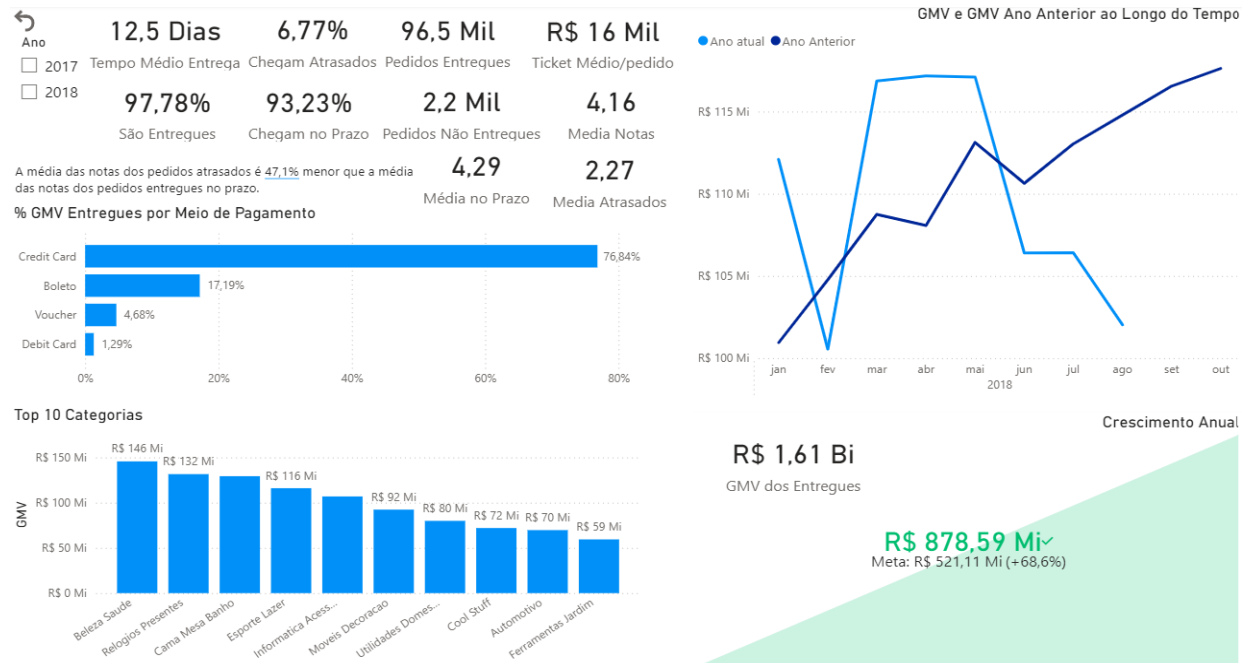 Ano
2017
2018
12,5 Dias
Tempo Médio Entrega
6,77%
Chegam Atrasados
96,5 Mil
Pedidos Entregues
R$ 16 Mil
Ticket Médio/pedido
97,78%
São Entregues
93,23%
Chegam no Prazo
2,2 Mil
Pedidos Não Entregues
4,16
Media Notas
A média das notas dos pedidos atrasados é 47,1% menor que a média
das notas dos pedidos entregues no prazo.
4,29
Média no Prazo
2,27
Media Atrasados
% GMV Entregues por Meio de Pagamento
Credit Card 76,84%
Boleto 17,19%
Voucher 4,68%
Debit Card 1,29%
0% 20% 40% 60% 80%
Top 10 Categorias
GMV
R$ 150 Mi
R$ 100 Mi
R$ 50 Mi
R$ 0 Mi
R$ 146 Mi
R$ 132 Mi
R$ 116 Mi
R$ 92 Mi
R$ 80 Mi
R$ 72 Mi
R$ 70 Mi
R$ 59 Mi
Beleza Saude
Relogios Presentes
Cama Mesa Banho
Esporte Lazer
Informatica Acess...
Moveis Decoracao
Utilidades Domes...
Cool Stuff
Automotivo
Ferramentas Jardim
GMV e GMV Ano Anterior ao Longo do Tempo
Ano atual Ano Anterior
R$ 115 Mi
R$ 110 Mi
R$ 105 Mi
R$ 100 Mi
jan fev mar abr mai jun jul ago set out
2018
Crescimento Anual
R$ 1,61 Bi
GMV dos Entregues
R$ 878,59 Mi
Meta: R$ 521,11 Mi (+68,6%)